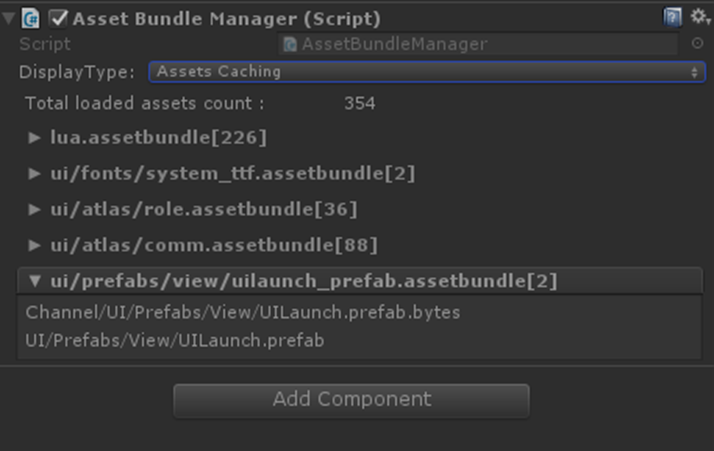 Asset Bundle Manager (Script)
Script AssetBundleManager
DisplayType: Assets Caching
Total loaded assets count : 354
lua.assetbundle[226]
ui/fonts/system_ttf.assetbundle[2]
ui/atlas/role.assetbundle[36]
ui/atlas/comm.assetbundle[88]
ui/prefabs/view/uilaunch_prefab.assetbundle[2]
Channel/UI/Prefabs/View/UILaunch.prefab.bytes
UI/Prefabs/View/UILaunch.prefab
Add Component